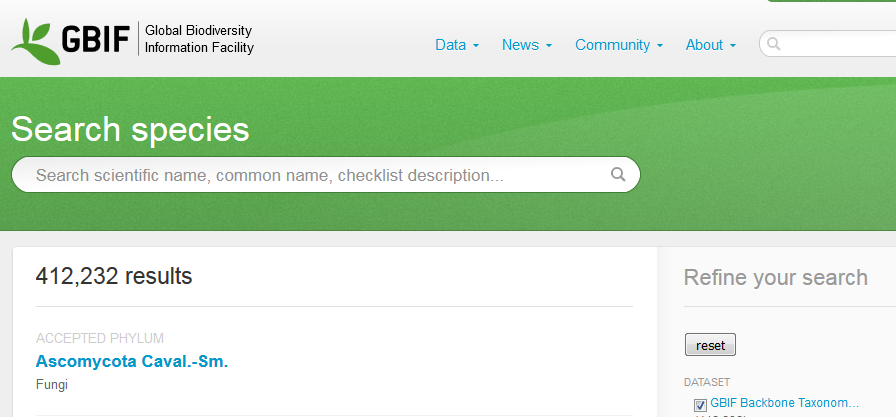 GBIF
Global Biodiversity
Information Facility
Data
News
Community
About
Search species
Search scientific name, common name, checklist description...
412,232 results
ACCEPTED PHYLUM
Ascomycota Caval.-Sm.
Fungi
Refine your search
reset
DATASET
GBIF Backbone Taxonom...